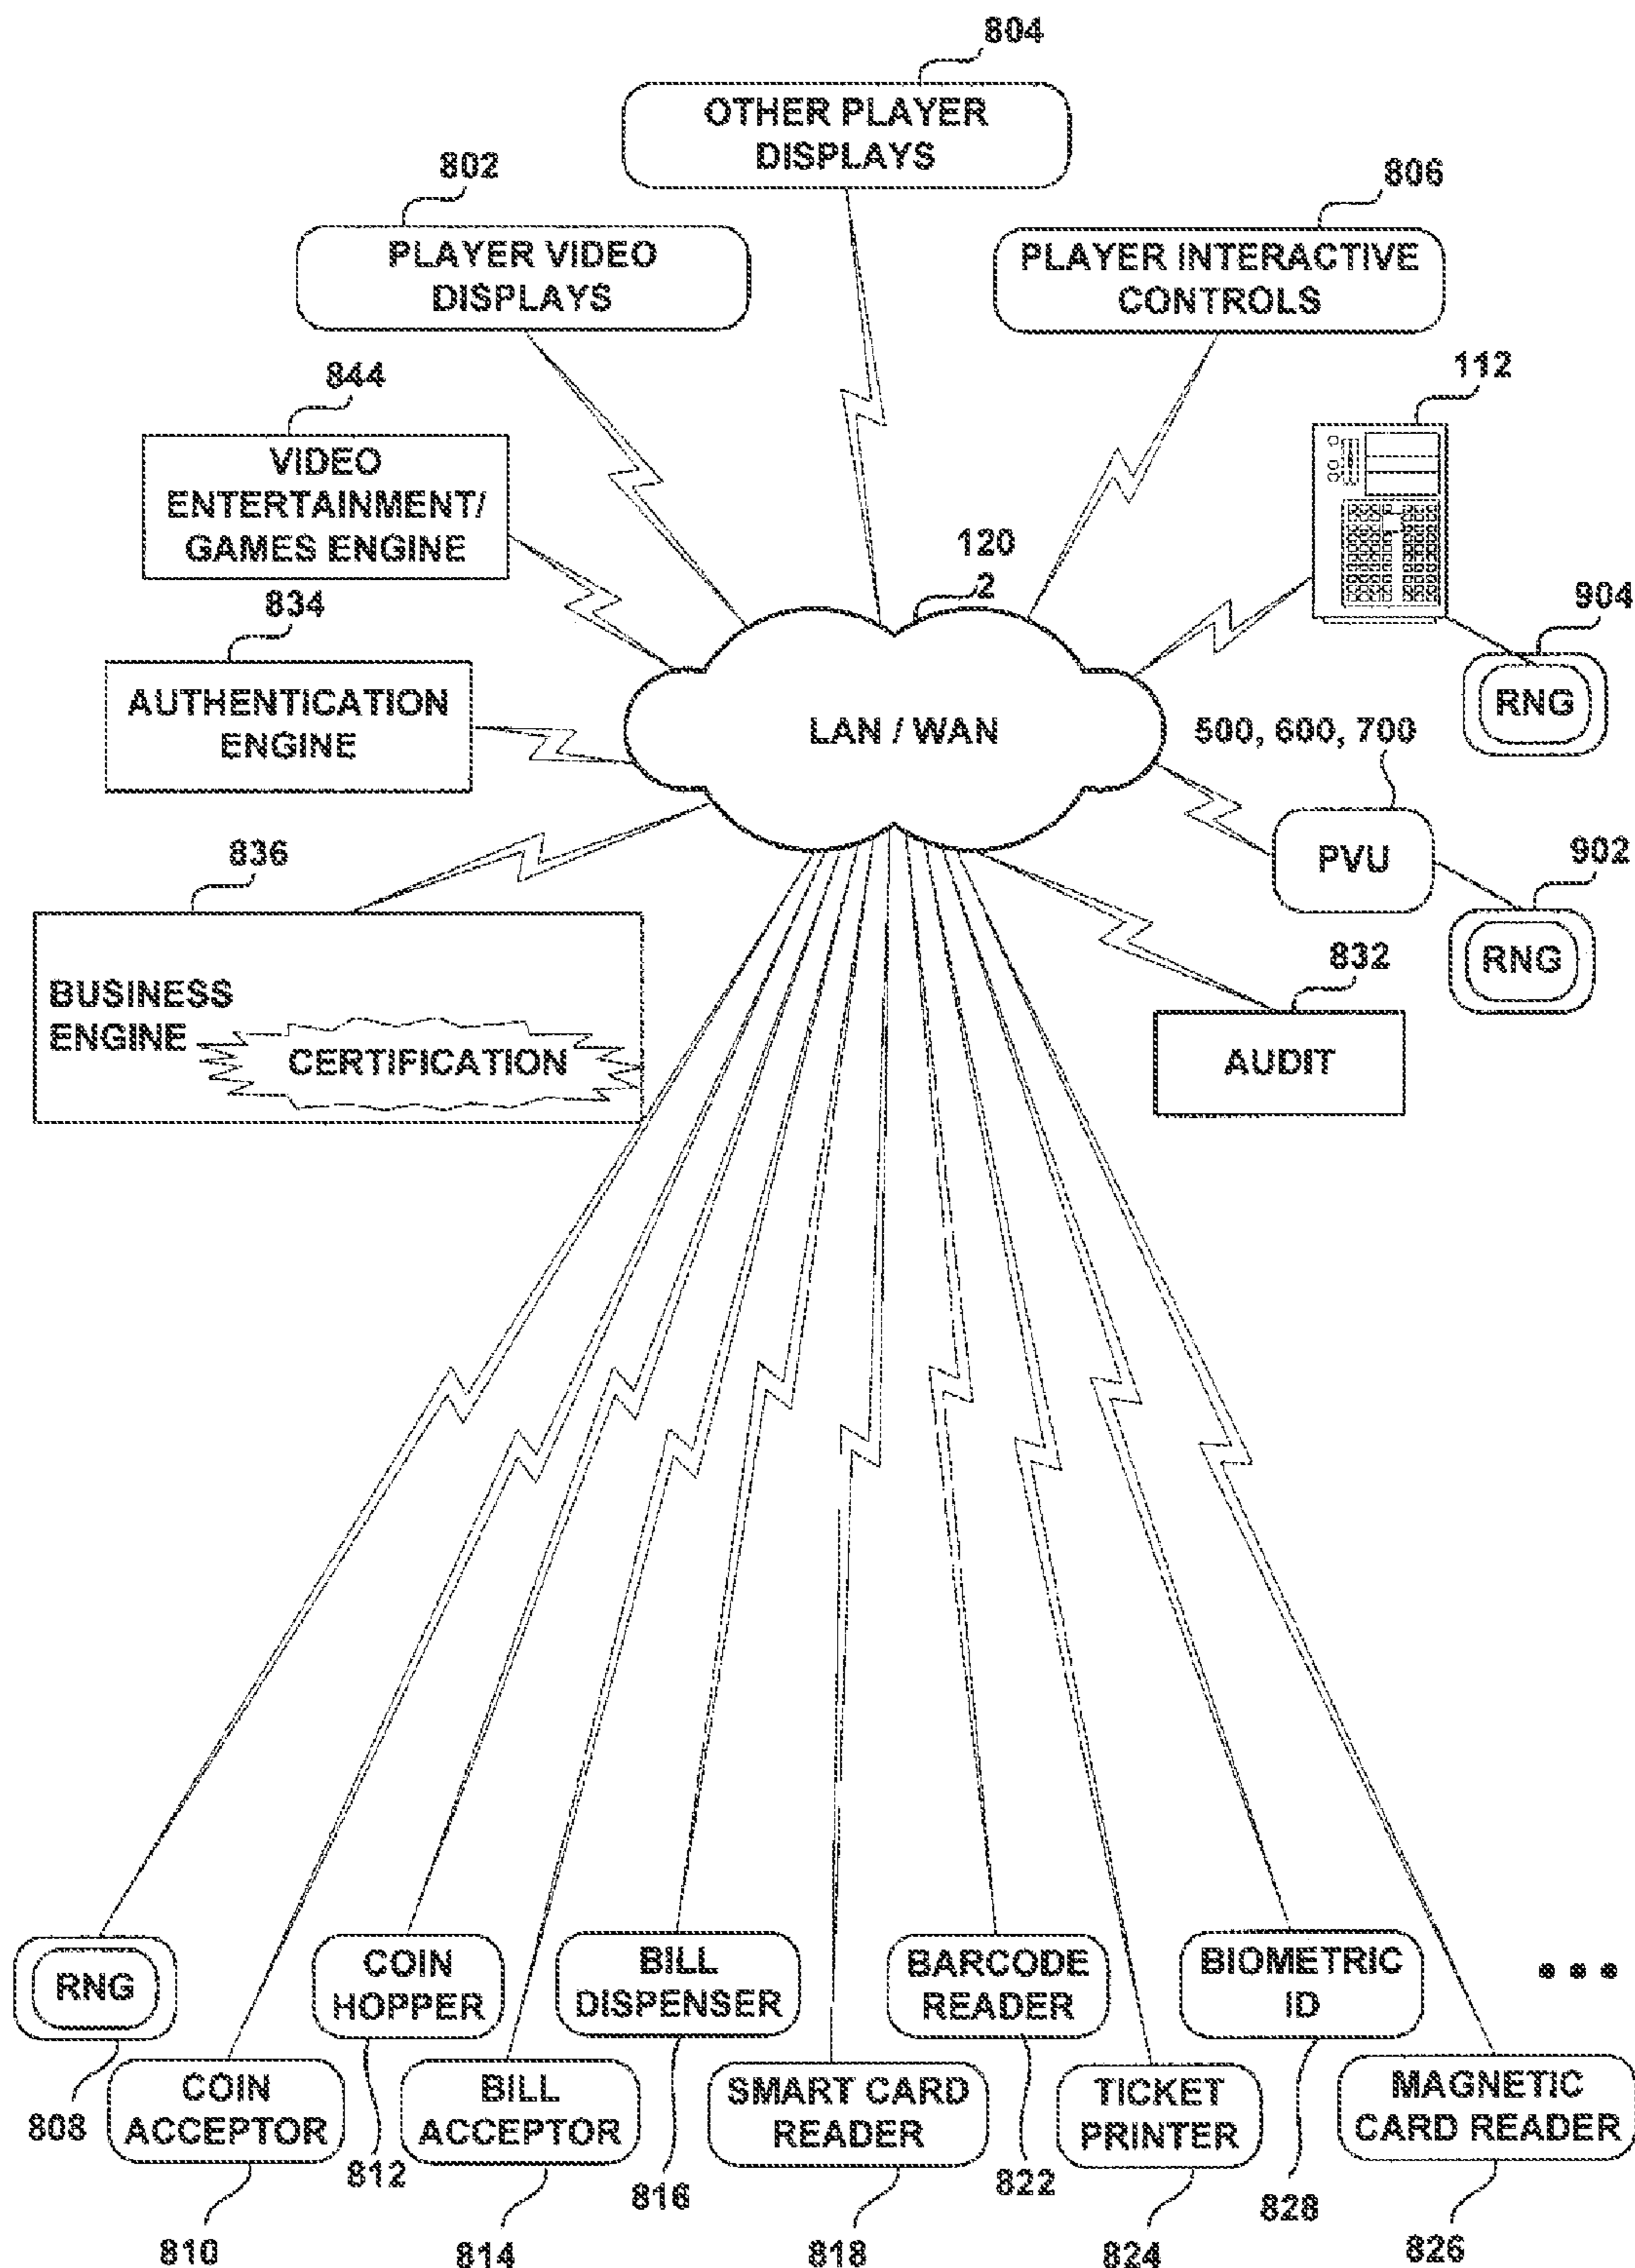 804
OTHER PLAYER
DISPLAYS
802
PLAYER VIDEO
DISPLAYS
806
PLAYER INTERACTIVE
CONTROLS
844
VIDEO
ENTERTAINMENT/
GAMES ENGINE
112
120
2
904
RNG
834
AUTHENTICATION
ENGINE
LAN / WAN
500, 600, 700
PVU
902
RNG
836
BUSINESS
ENGINE
CERTIFICATION
832
AUDIT
RNG
COIN
HOPPER
BILL
DISPENSER
BARCODE
READER
BIOMETRIC
ID
•••
808
COIN
ACCEPTOR
812
BILL
ACCEPTOR
816
SMART CARD
READER
822
TICKET
PRINTER
828
MAGNETIC
CARD READER
810
814
818
824
826